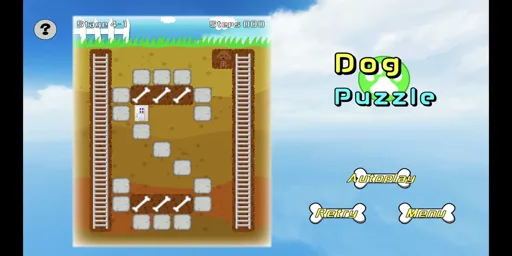 ?
Stage 4-1
Steps 000
Dog
Puzzle
Autoplay
Retry
Menu